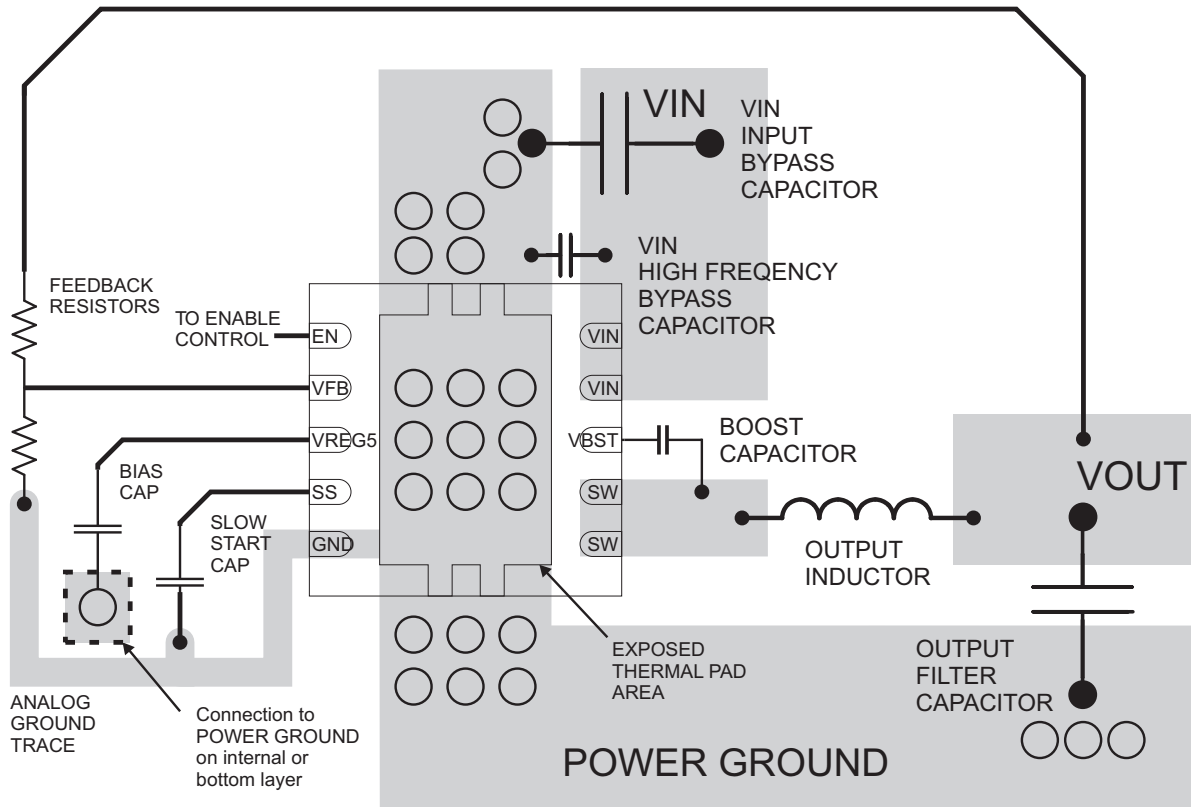 VIN
VIN
INPUT
BYPASS
CAPACITOR
VIN
HIGH FREQENCY
BYPASS
CAPACITOR
FEEDBACK
RESISTORS
TO ENABLE
CONTROL
EN
VFB
VREG5
SS
GND
VIN
VIN
VBST
SW
SW
BOOST
CAPACITOR
VOUT
BIAS
CAP
SLOW
START
CAP
OUTPUT
INDUCTOR
EXPOSED
THERMAL PAD
AREA
OUTPUT
FILTER
CAPACITOR
ANALOG
GROUND
TRACE
Connection to
POWER GROUND
on internal or
bottom layer
POWER GROUND